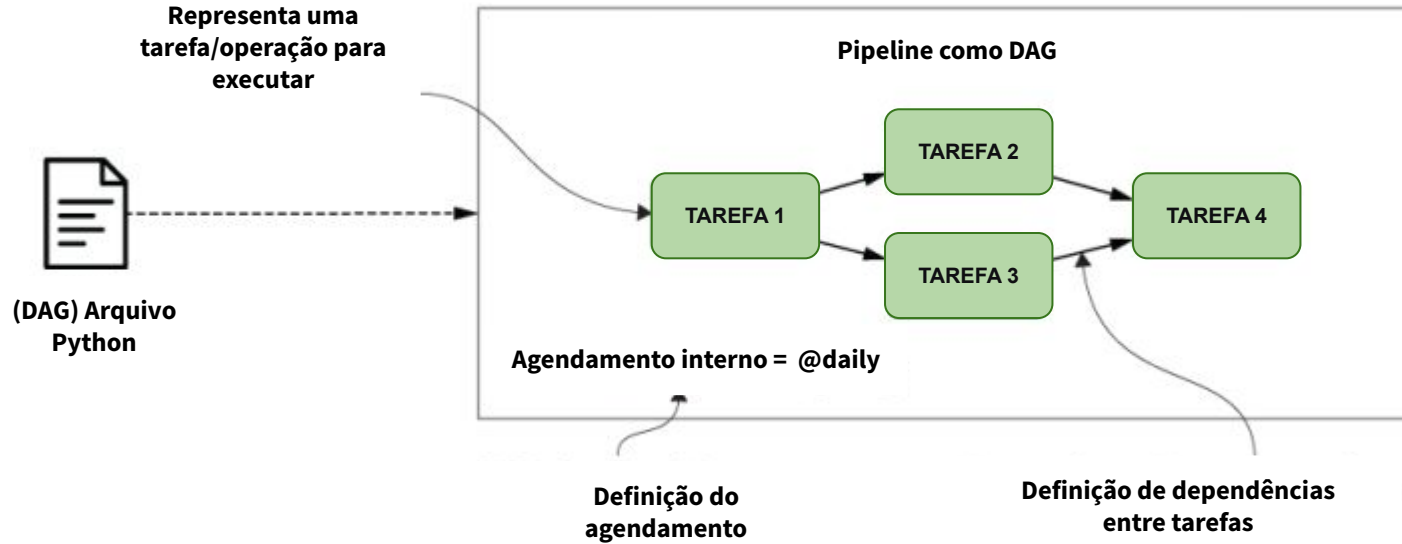 Representa uma
tarefa/operação para
executar
Pipeline como DAG
TAREFA 2
TAREFA 1
TAREFA 4
TAREFA 3
(DAG) Arquivo
Python
Agendamento interno = @daily
Definição do
agendamento
Definição de dependências
entre tarefas